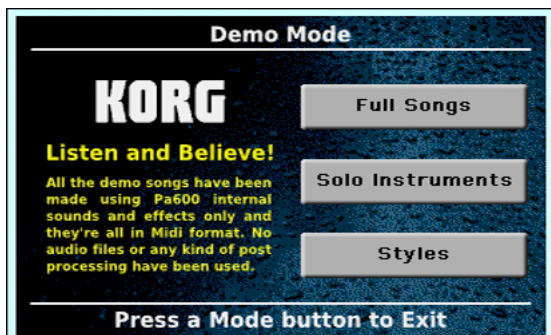 Demo Mode
KORG
Listen and Believe!
All the demo songs have been
made using Pa600 internal
sounds and effects only and
they're all in Midi format. No
audio files or any kind of post
processing have been used.
Full Songs
Solo Instruments
Styles
Press a Mode button to Exit